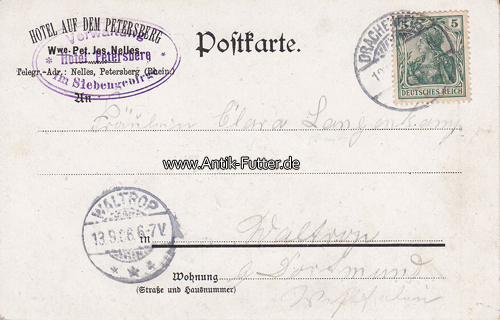 HOTEL AUF DEM PETERSBERG
Wwe. Pet. Jos. Nelles.
Telegr.-Adr.: Nelles, Petersberg (Rhein)
Verwaltung
* Hotel Petersberg *
im Siebengebirge
Postkarte.
DRACHENFELS
5
DEUTSCHES REICH
An
Fräulein Clara Langenkamp
www.Antik-Futter.de
WALTROP
13.9.06.6-7V.
in Waltrop
Dortmund
Wohnung
(Straße und Hausnummer)
Westfalen